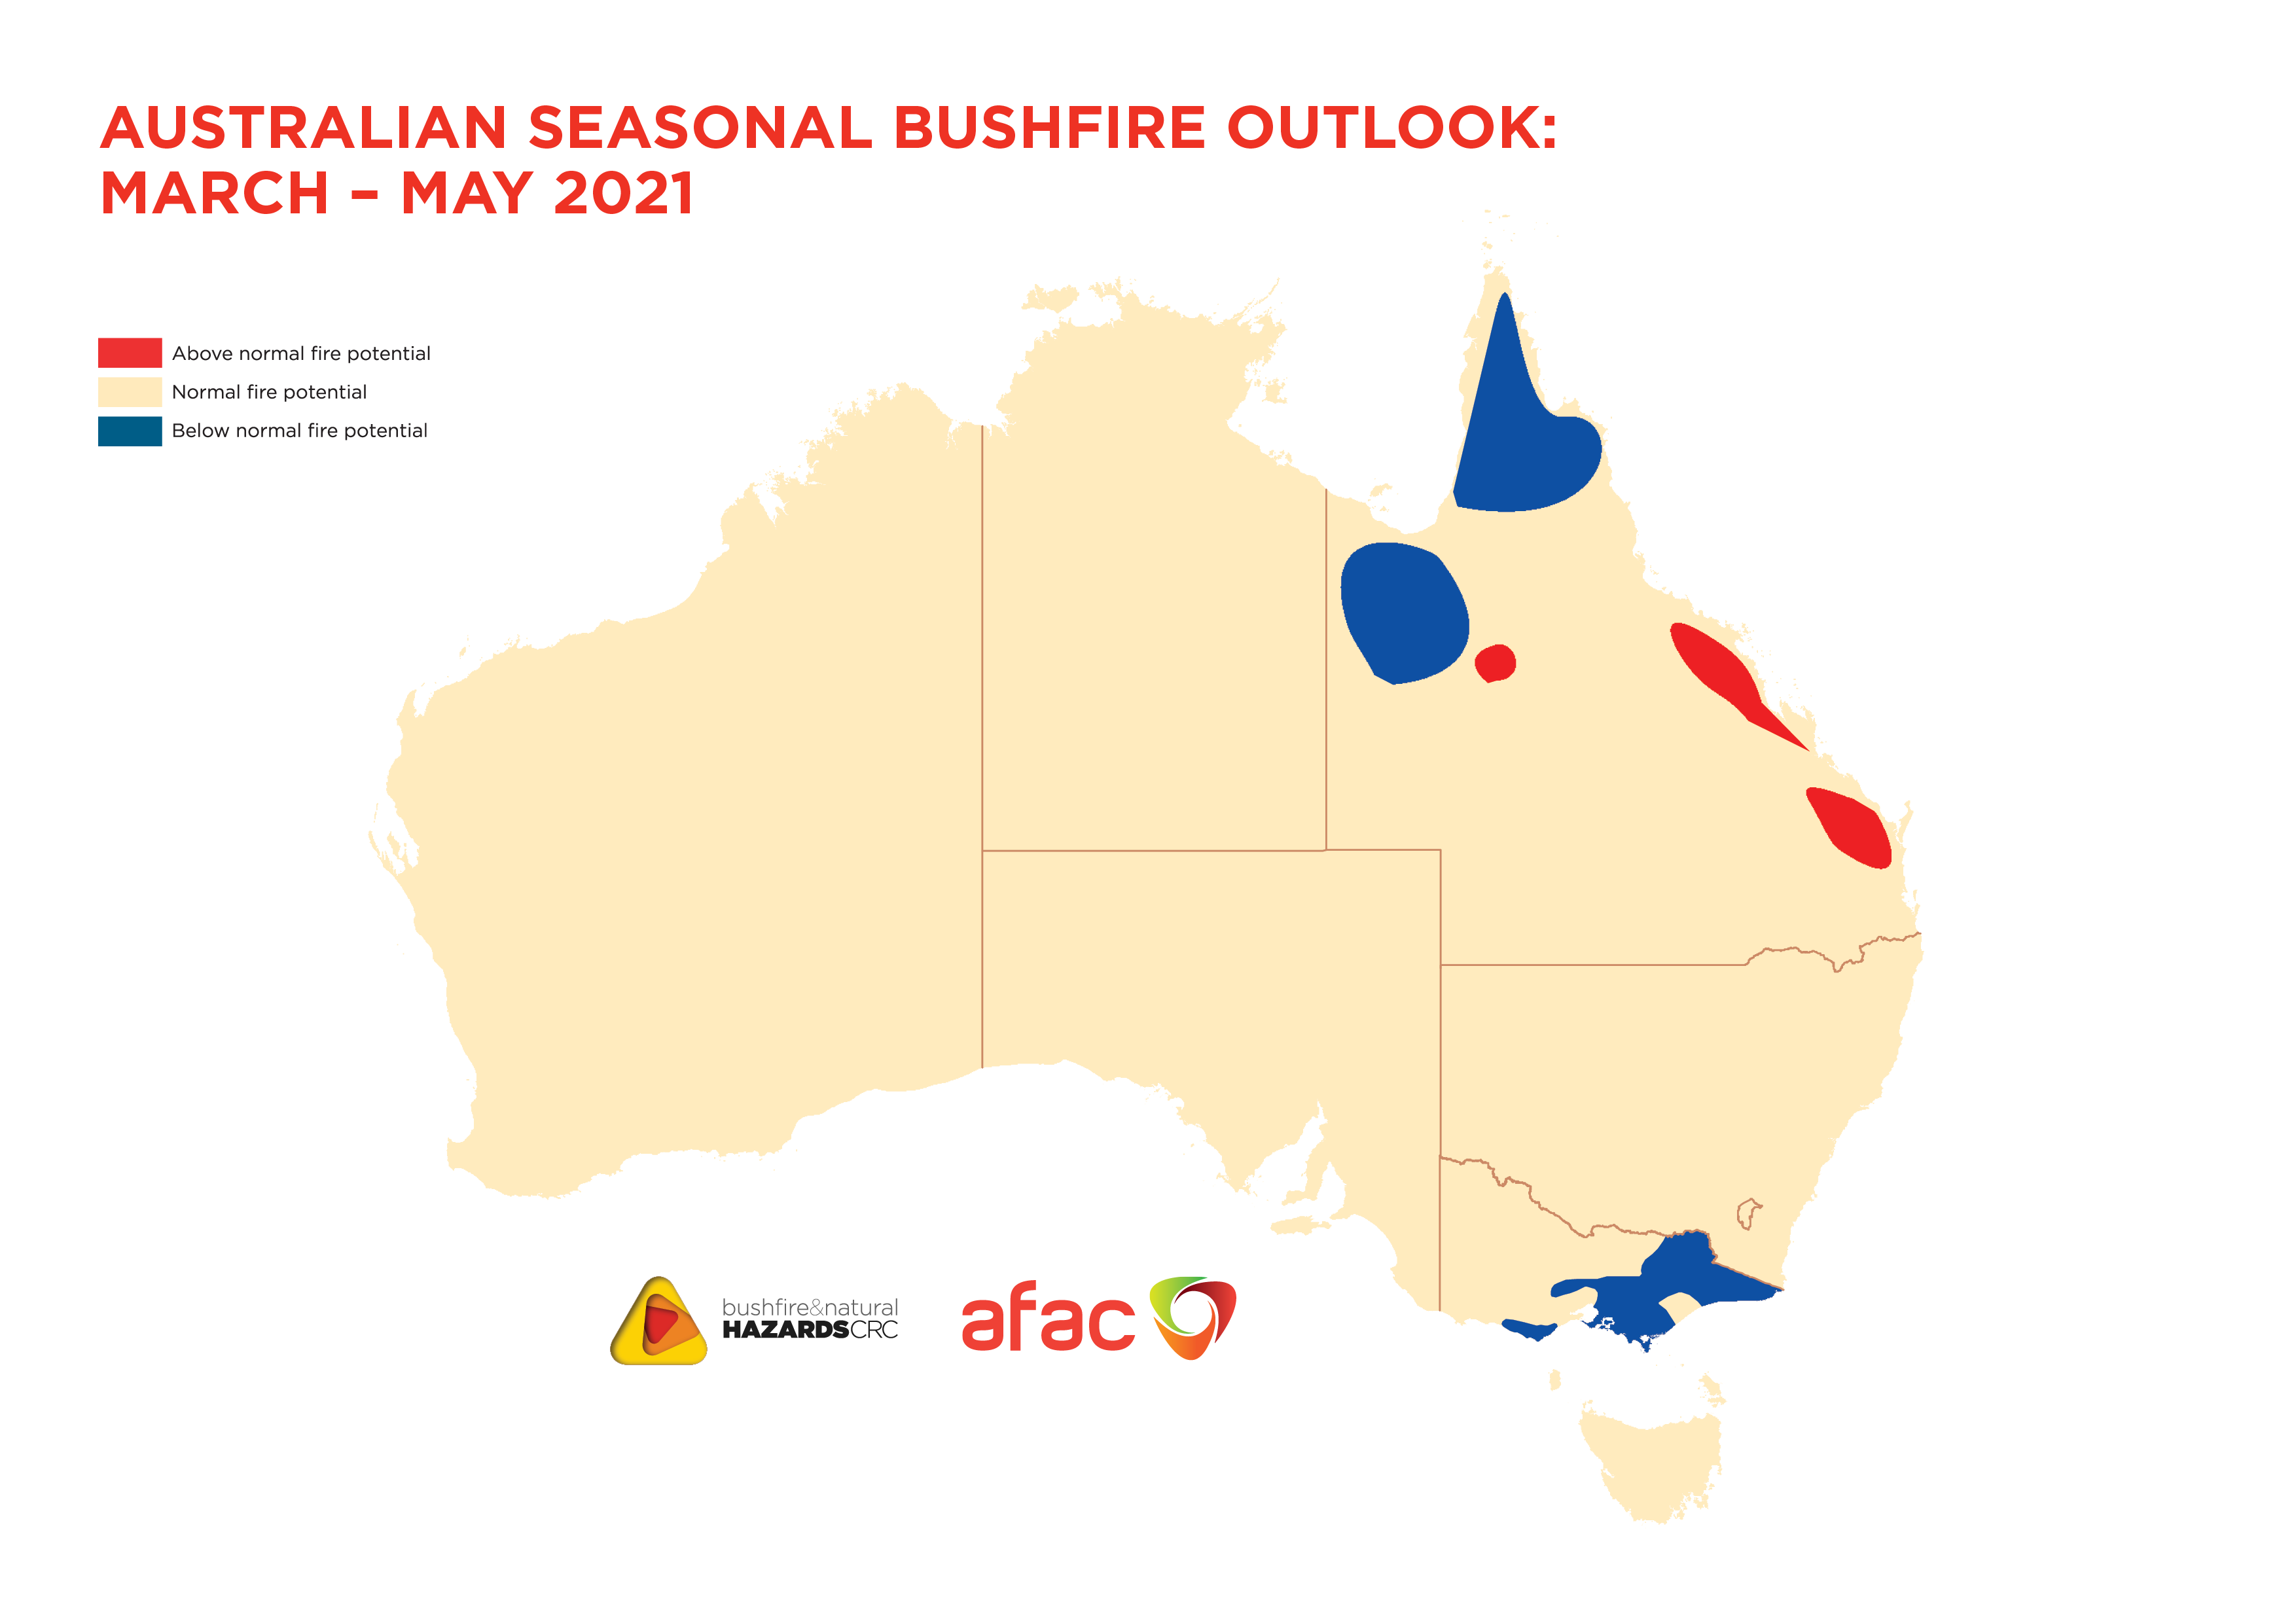 AUSTRALIAN SEASONAL BUSHFIRE OUTLOOK:
MARCH – MAY 2021
Above normal fire potential
Normal fire potential
Below normal fire potential
bushfire&natural
HAZARDSCRC
afac